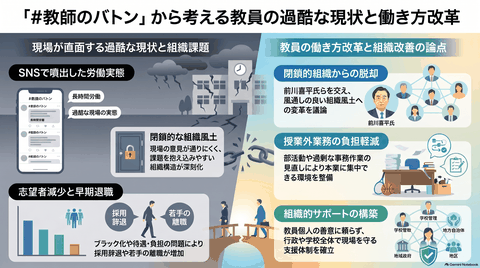 「#教師のバトン」から考える教員の過酷な現状と働き方改革
現場が直面する過酷な現状と組織課題
SNSで噴出した労働実態
#教師のバトン
長時間労働
過酷な現場の実態
閉鎖的な組織風土
現場の意見が通りにくく、
課題を抱え込みやすい
組織構造が深刻化
志望者減少と早期退職
採用
辞退
若手の
離職
ブラック化や待遇・負担の問題により
採用辞退や若手の離職が増加
教員の働き方改革と組織改善の論点
閉鎖的組織からの脱却
前川喜平氏らを交え、
風通しの良い組織風土へ
の変革を議論
前川喜平氏
授業外業務の負担軽減
部活動や過剰な事務作業の
見直しにより本業に集中で
きる環境を整備
組織的サポートの構築
教員個人の善意に頼らず、
行政や学校全体で現場を守る
支援体制を確立
学校管理
学校管理
地方自治体
地域政府
地区